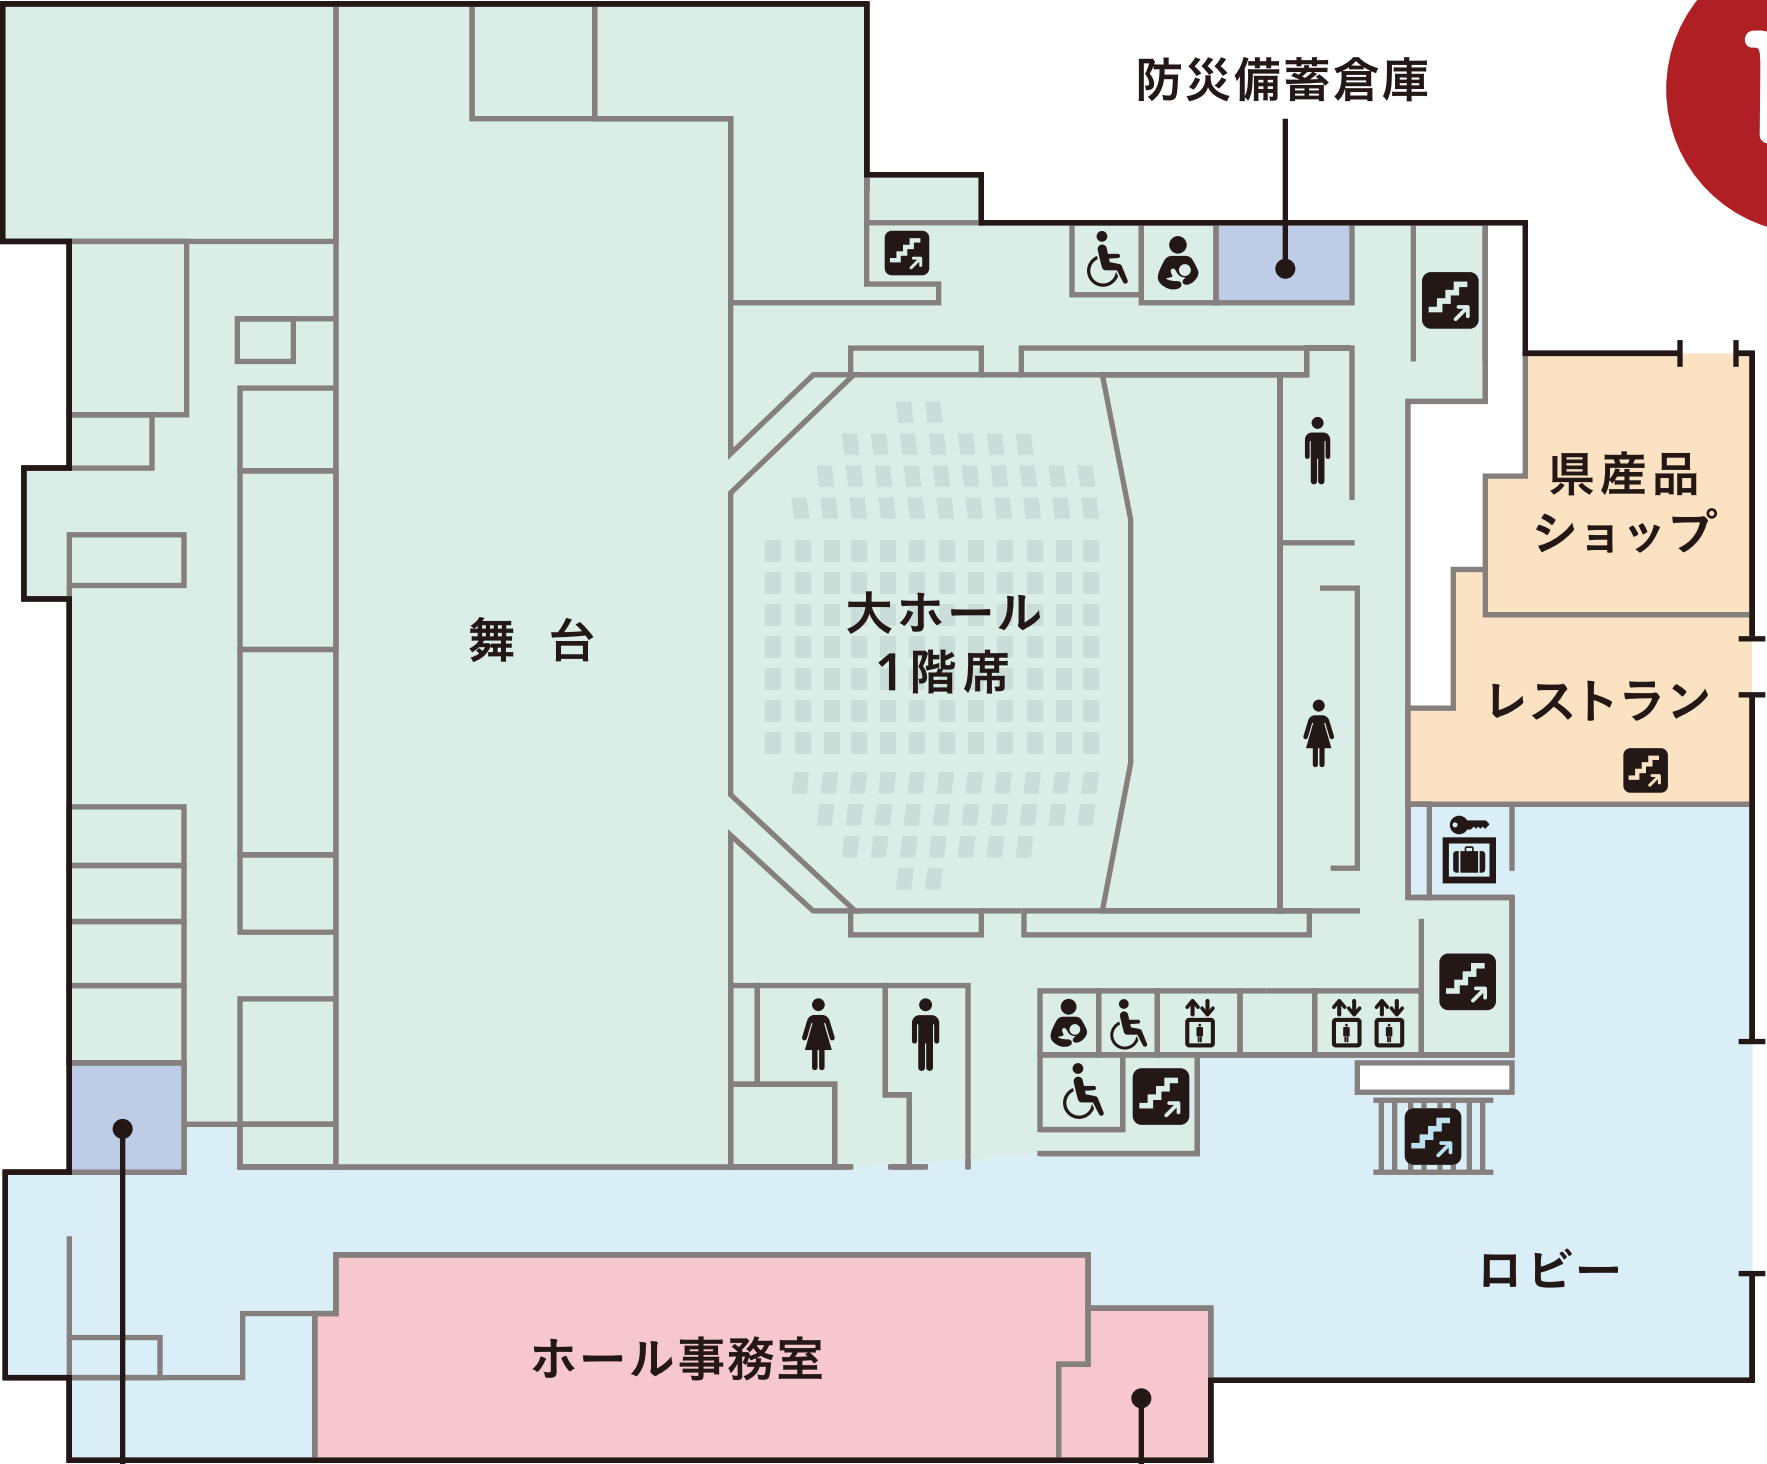 防災備蓄倉庫
県産品
ショップ
舞 台
大ホール
1階席
レストラン
ロビー
ホール事務室